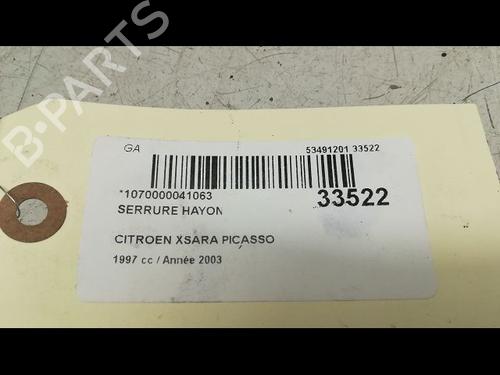 B-PARTS
GA
53491201 33522
*1070000041063
33522
SERRURE HAYON
CITROEN XSARA PICASSO
1997 cc / Année 2003